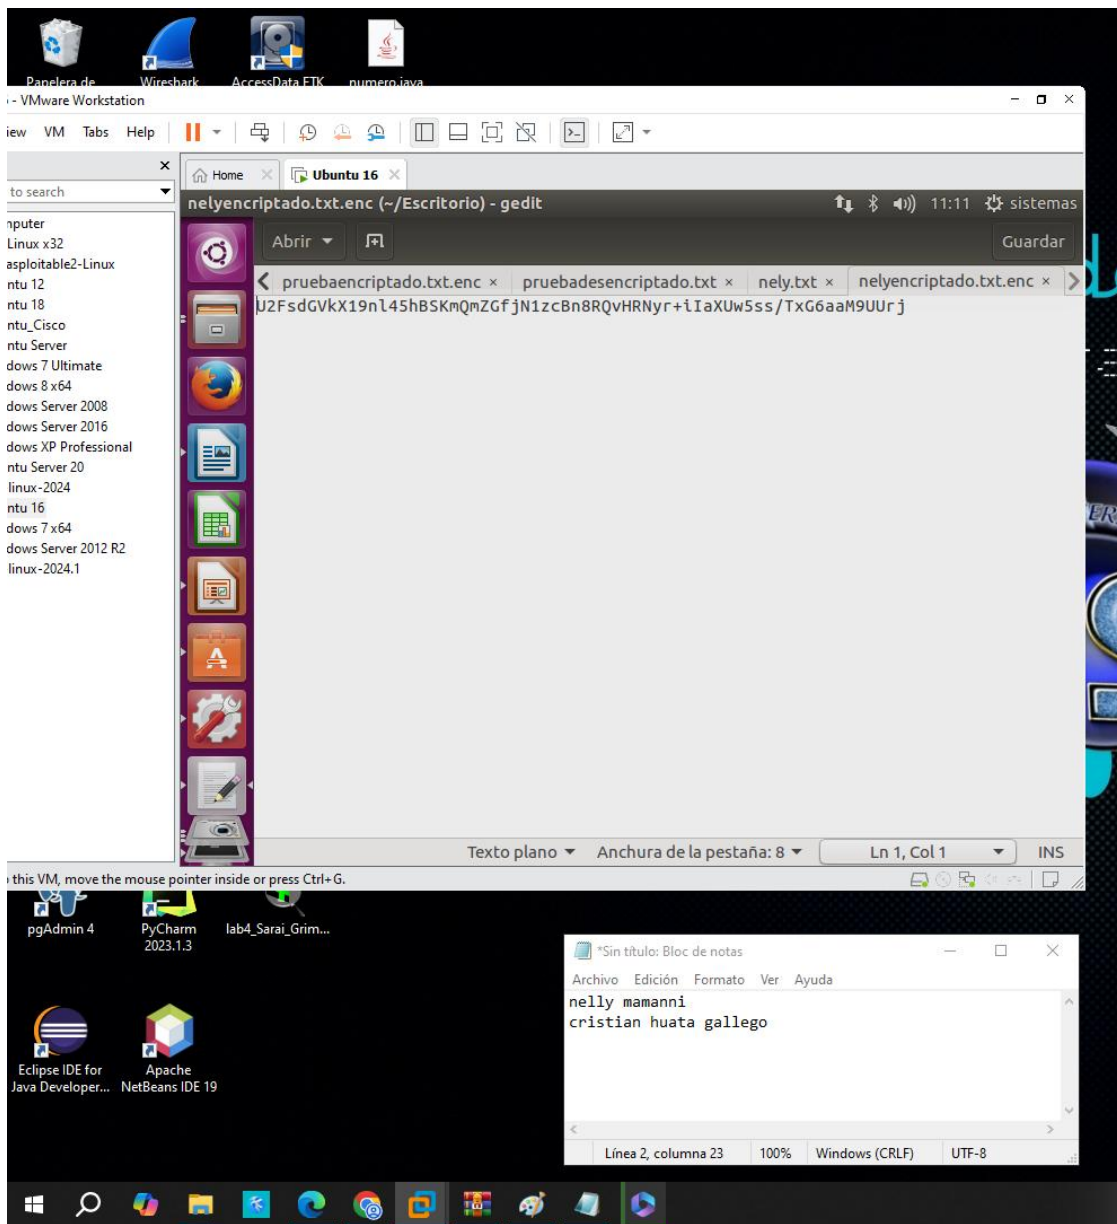 Papelera de
Wireshark
AccessData FTK
numero.java
- VMware Workstation
VM Tabs Help
to search
Home
Ubuntu 16
Linux x32
asploitable2-Linux
ntu 12
ntu 18
ntu_Cisco
ntu Server
dows 7 Ultimate
dows 8 x64
dows Server 2008
dows Server 2016
dows XP Professional
ntu Server 20
linux-2024
ntu 16
dows 7 x64
dows Server 2012 R2
linux-2024.1
nelyencriptado.txt.enc (~/Escritorio) - gedit
11:11 sistemas
Abrir
Guardar
pruebaencriptado.txt.enc
pruebadesencriptado.txt
nely.txt
nelyencriptado.txt.enc
U2FsdGVkX19nl45hBSKmQmZGfjN1zcBn8RQvHRNyr+iIaXUw5ss/TxG6aaM9UUrj
Texto plano Anchura de la pestaña: 8 Ln 1, Col 1 INS
this VM, move the mouse pointer inside or press Ctrl+G.
pgAdmin 4
PyCharm
2023.1.3
lab4_Sarai_Grim...
Eclipse IDE for
Java Developer...
Apache
NetBeans IDE 19
*Sin título: Bloc de notas
Archivo Edición Formato Ver Ayuda
nelly mamanni
cristian huata gallego
Línea 2, columna 23 100% Windows (CRLF) UTF-8